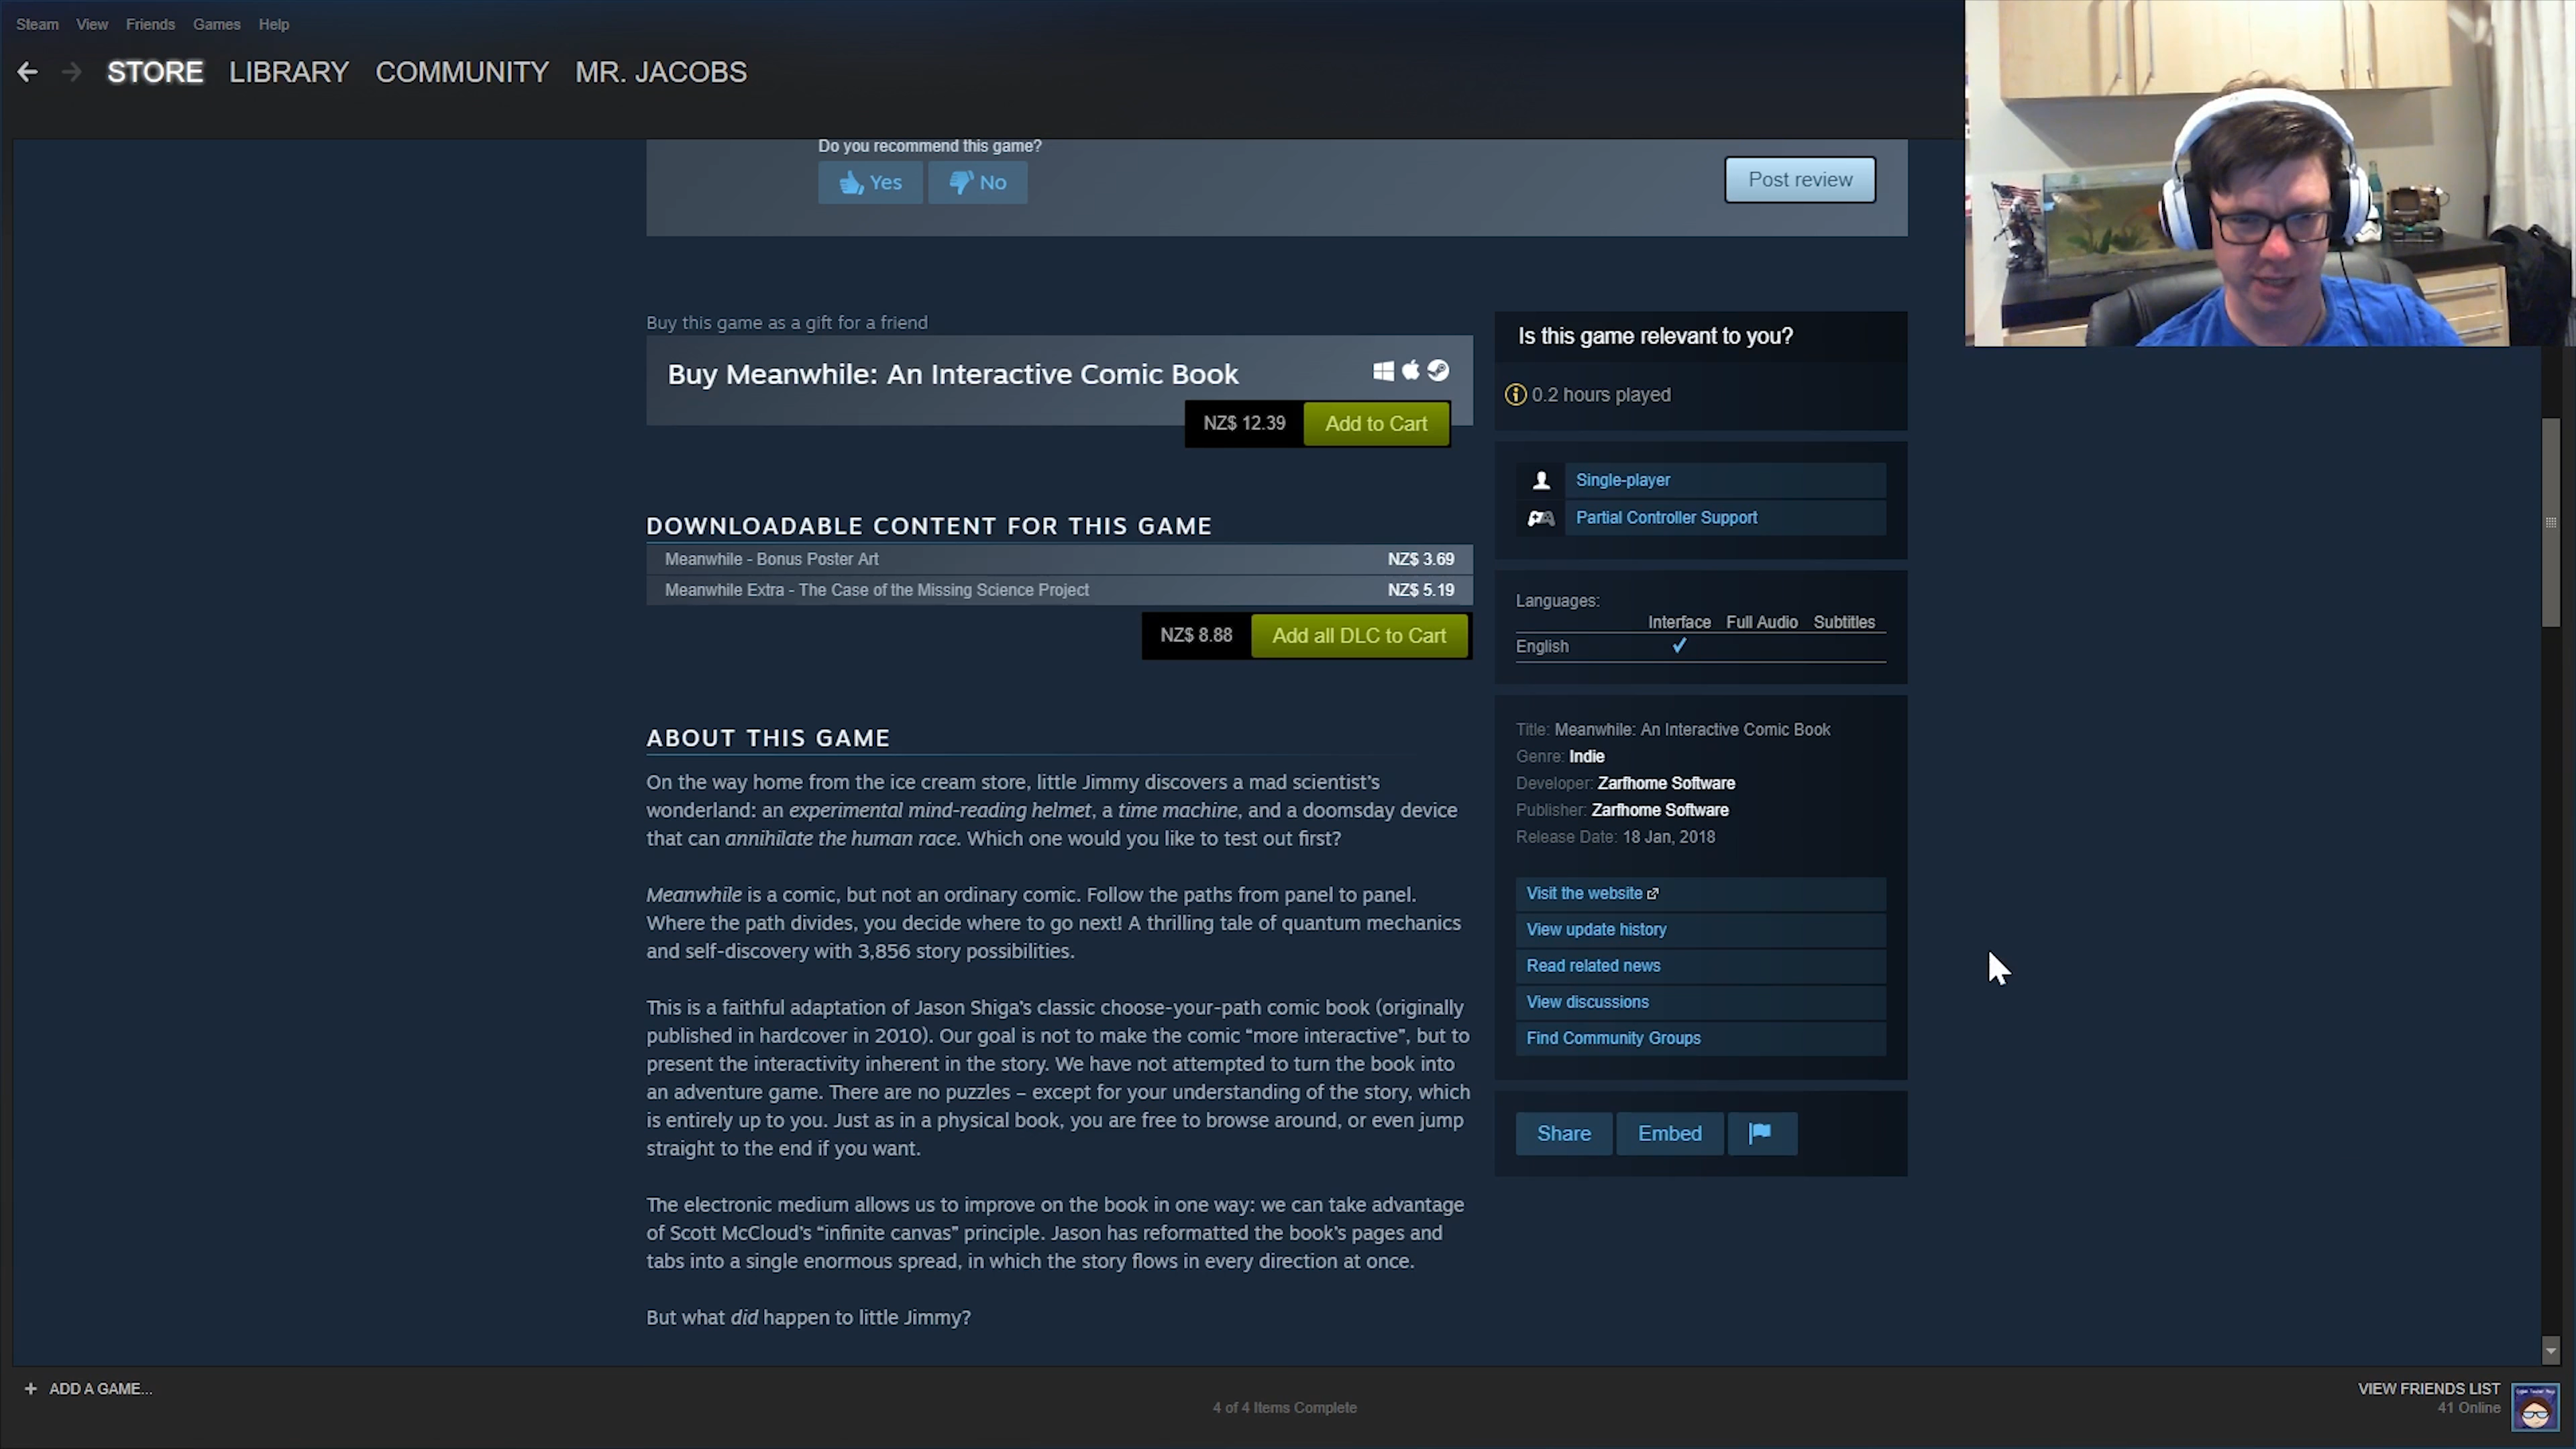 Steam View Friends Games Help
STORE LIBRARY COMMUNITY MR. JACOBS
Do you recommend this game?
Yes No
Post review
Buy this game as a gift for a friend
Buy Meanwhile: An Interactive Comic Book
NZ$ 12.39 Add to Cart
DOWNLOADABLE CONTENT FOR THIS GAME
Meanwhile - Bonus Poster Art NZ$ 3.69
Meanwhile Extra - The Case of the Missing Science Project NZ$ 5.19
NZ$ 8.88 Add all DLC to Cart
ABOUT THIS GAME
On the way home from the ice cream store, little Jimmy discovers a mad scientist's
wonderland: an experimental mind-reading helmet, a time machine, and a doomsday device
that can annihilate the human race. Which one would you like to test out first?
Meanwhile is a comic, but not an ordinary comic. Follow the paths from panel to panel.
Where the path divides, you decide where to go next! A thrilling tale of quantum mechanics
and self-discovery with 3,856 story possibilities.
This is a faithful adaptation of Jason Shiga's classic choose-your-path comic book (originally
published in hardcover in 2010). Our goal is not to make the comic “more interactive”, but to
present the interactivity inherent in the story. We have not attempted to turn the book into
an adventure game. There are no puzzles – except for your understanding of the story, which
is entirely up to you. Just as in a physical book, you are free to browse around, or even jump
straight to the end if you want.
The electronic medium allows us to improve on the book in one way: we can take advantage
of Scott McCloud's “infinite canvas” principle. Jason has reformatted the book's pages and
tabs into a single enormous spread, in which the story flows in every direction at once.
But what did happen to little Jimmy?
Is this game relevant to you?
0.2 hours played
Single-player
Partial Controller Support
Languages:
Interface Full Audio Subtitles
English ✓
Title: Meanwhile: An Interactive Comic Book
Genre: Indie
Developer: Zarfhome Software
Publisher: Zarfhome Software
Release Date: 18 Jan, 2018
Visit the website
View update history
Read related news
View discussions
Find Community Groups
Share Embed
+ ADD A GAME...
4 of 4 Items Complete
VIEW FRIENDS LIST
41 Online